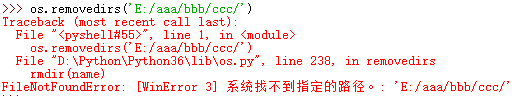 >>> os.removedirs('E:/aaa/bbb/ccc/')
Traceback (most recent call last):
  File "<pyshell#55>", line 1, in <module>
    os.removedirs('E:/aaa/bbb/ccc/')
  File "D:\Python\Python36\lib\os.py", line 238, in removedirs
    rmdir(name)
FileNotFoundError: [WinError 3] 系统找不到指定的路径。: 'E:/aaa/bbb/ccc/'